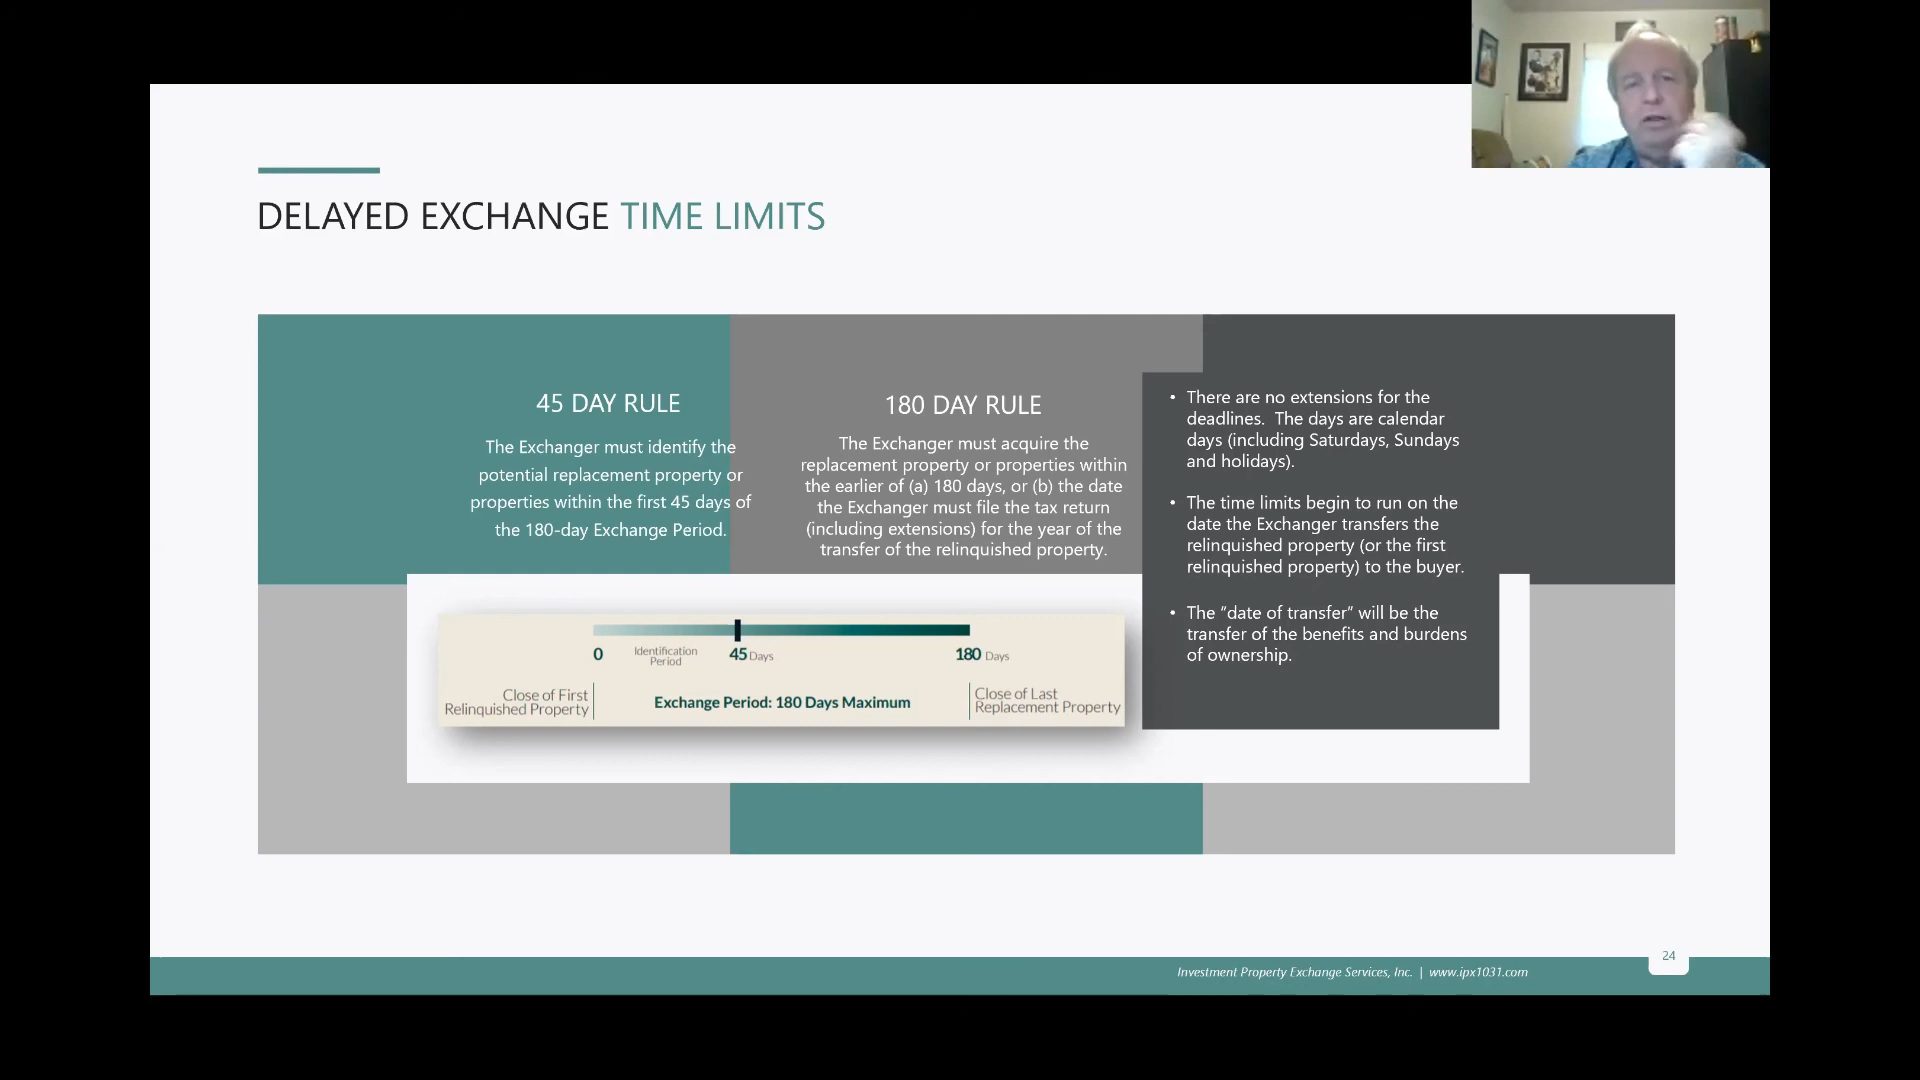 DELAYED EXCHANGE TIME LIMITS
45 DAY RULE
The Exchanger must identify the
potential replacement property or
properties within the first 45 days of
the 180-day Exchange Period.
180 DAY RULE
The Exchanger must acquire the
replacement property or properties within
the earlier of (a) 180 days, or (b) the date
the Exchanger must file the tax return
(including extensions) for the year of the
transfer of the relinquished property.
• There are no extensions for the
deadlines.  The days are calendar
days (including Saturdays, Sundays
and holidays).
• The time limits begin to run on the
date the Exchanger transfers the
relinquished property (or the first
relinquished property) to the buyer.
• The “date of transfer” will be the
transfer of the benefits and burdens
of ownership.
0
Identification
Period
45 Days
180 Days
Close of First
Relinquished Property
Exchange Period: 180 Days Maximum
Close of Last
Replacement Property
24
Investment Property Exchange Services, Inc. | www.ipx1031.com